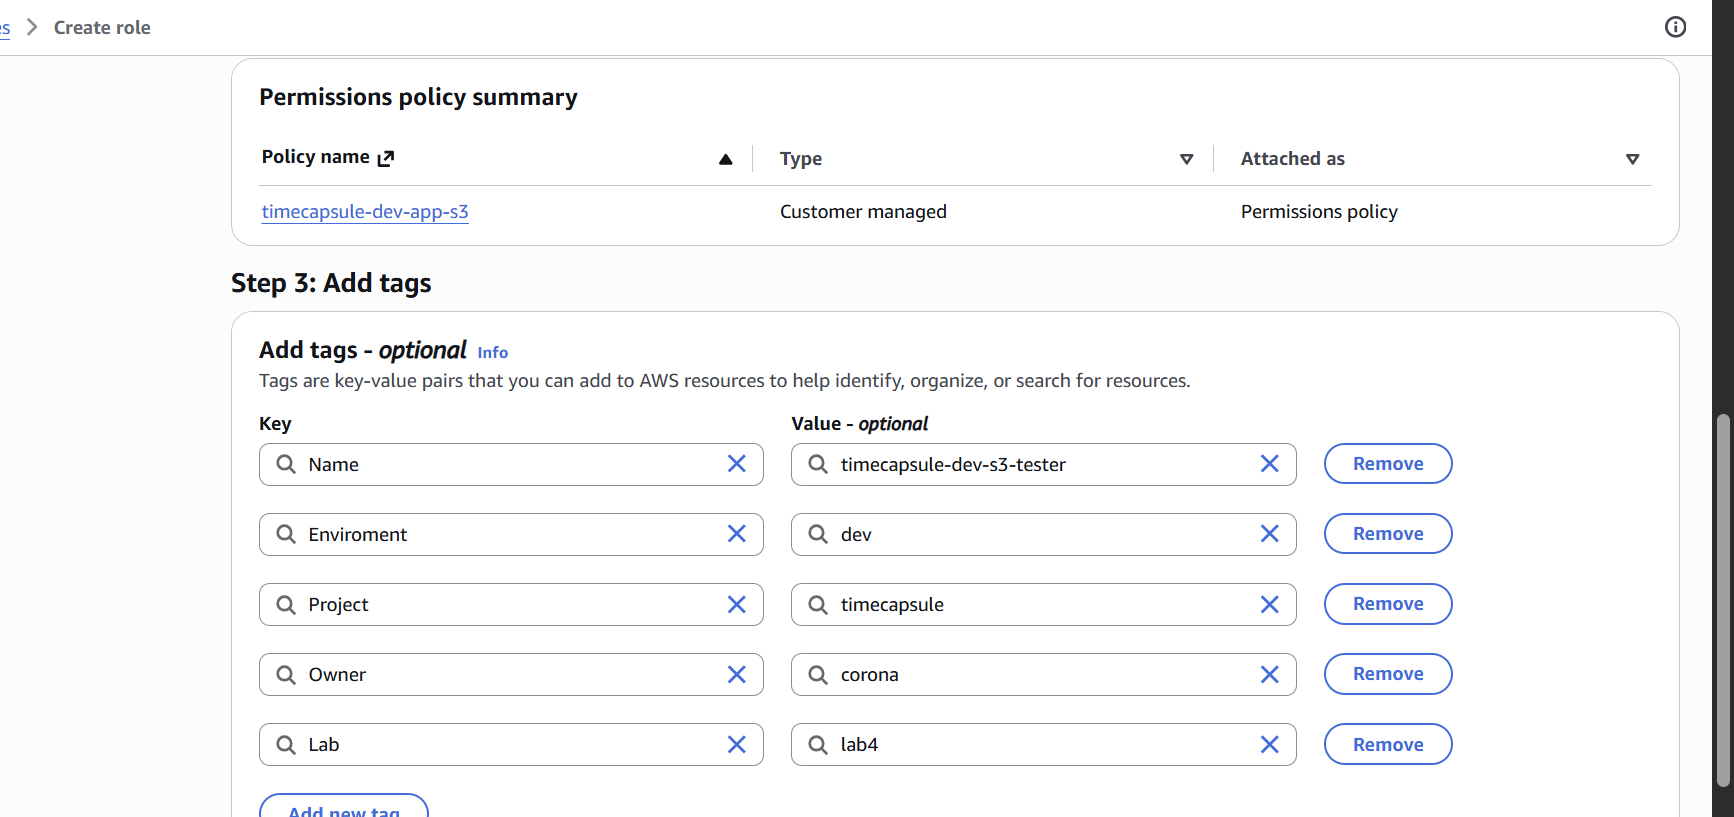 Create role
Permissions policy summary
Policy name Type Attached as
timecapsule-dev-app-s3 Customer managed Permissions policy
Step 3: Add tags
Add tags - optional Info
Tags are key-value pairs that you can add to AWS resources to help identify, organize, or search for resources.
Key Value - optional
Name timecapsule-dev-s3-tester Remove
Enviroment dev Remove
Project timecapsule Remove
Owner corona Remove
Lab lab4 Remove
Add new tag